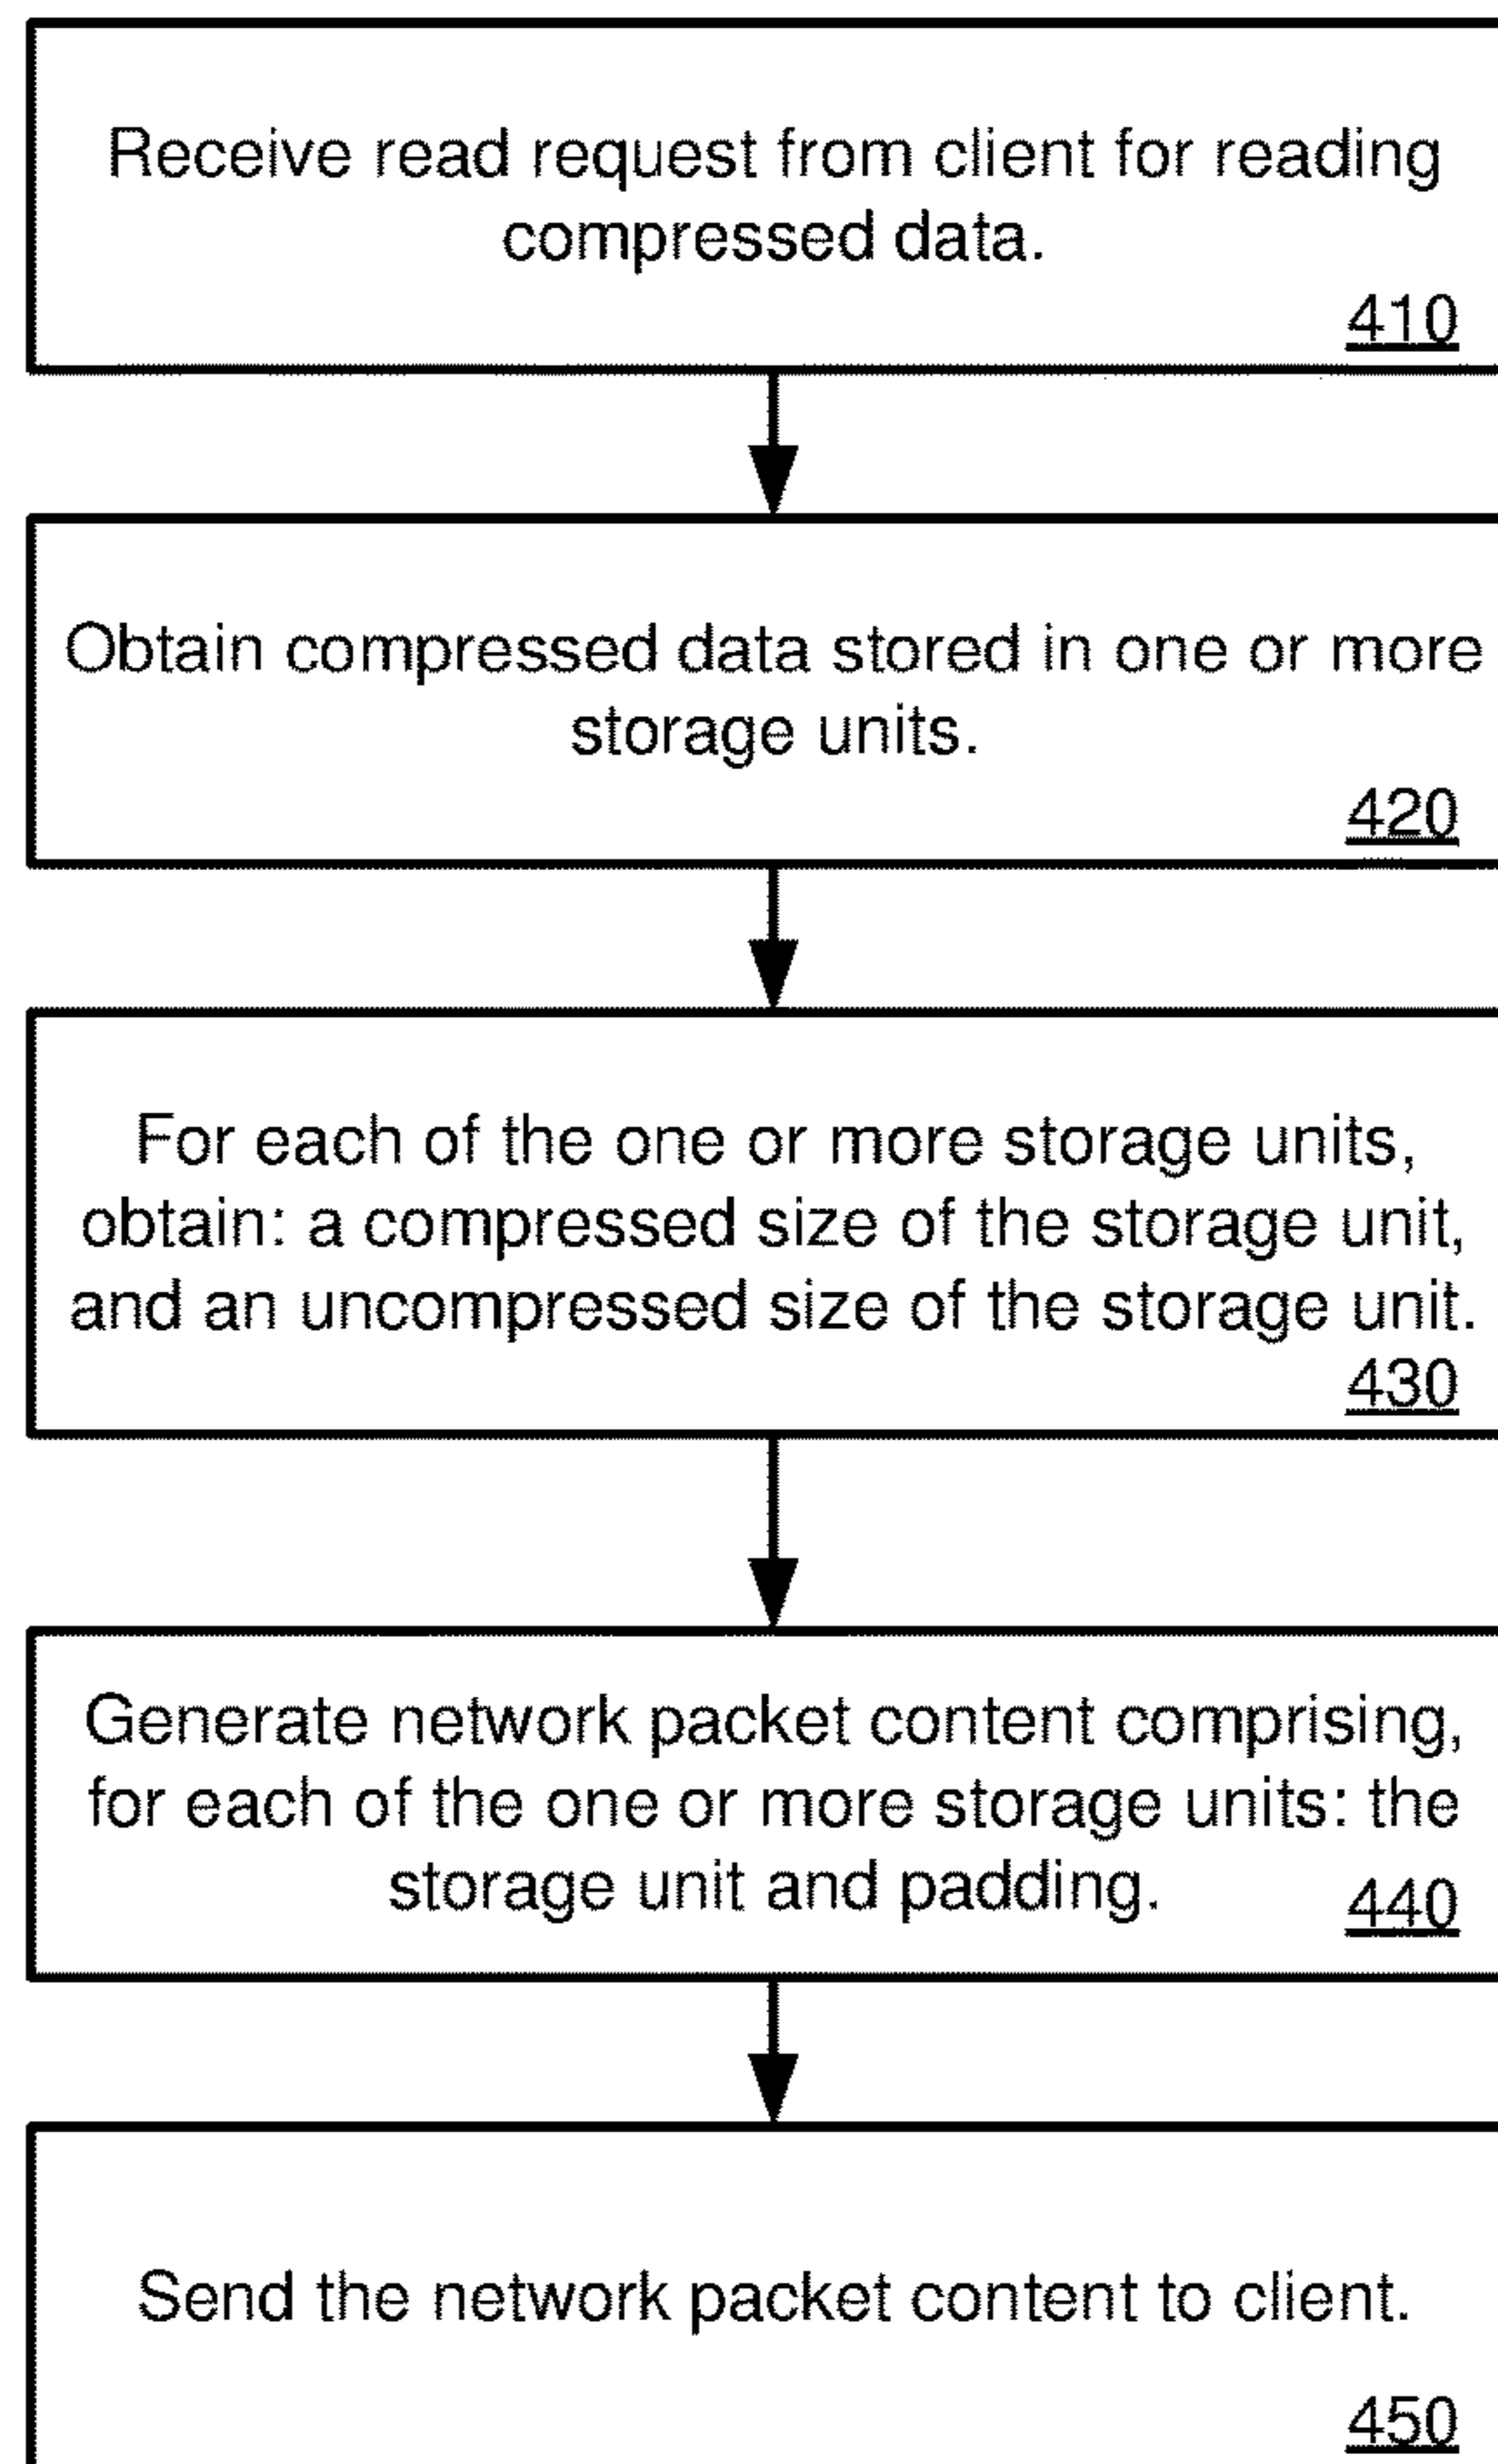 Receive read request from client for reading
compressed data.
410
Obtain compressed data stored in one or more
storage units.
420
For each of the one or more storage units,
obtain: a compressed size of the storage unit,
and an uncompressed size of the storage unit.
430
Generate network packet content comprising,
for each of the one or more storage units: the
storage unit and padding.
440
Send the network packet content to client.
450